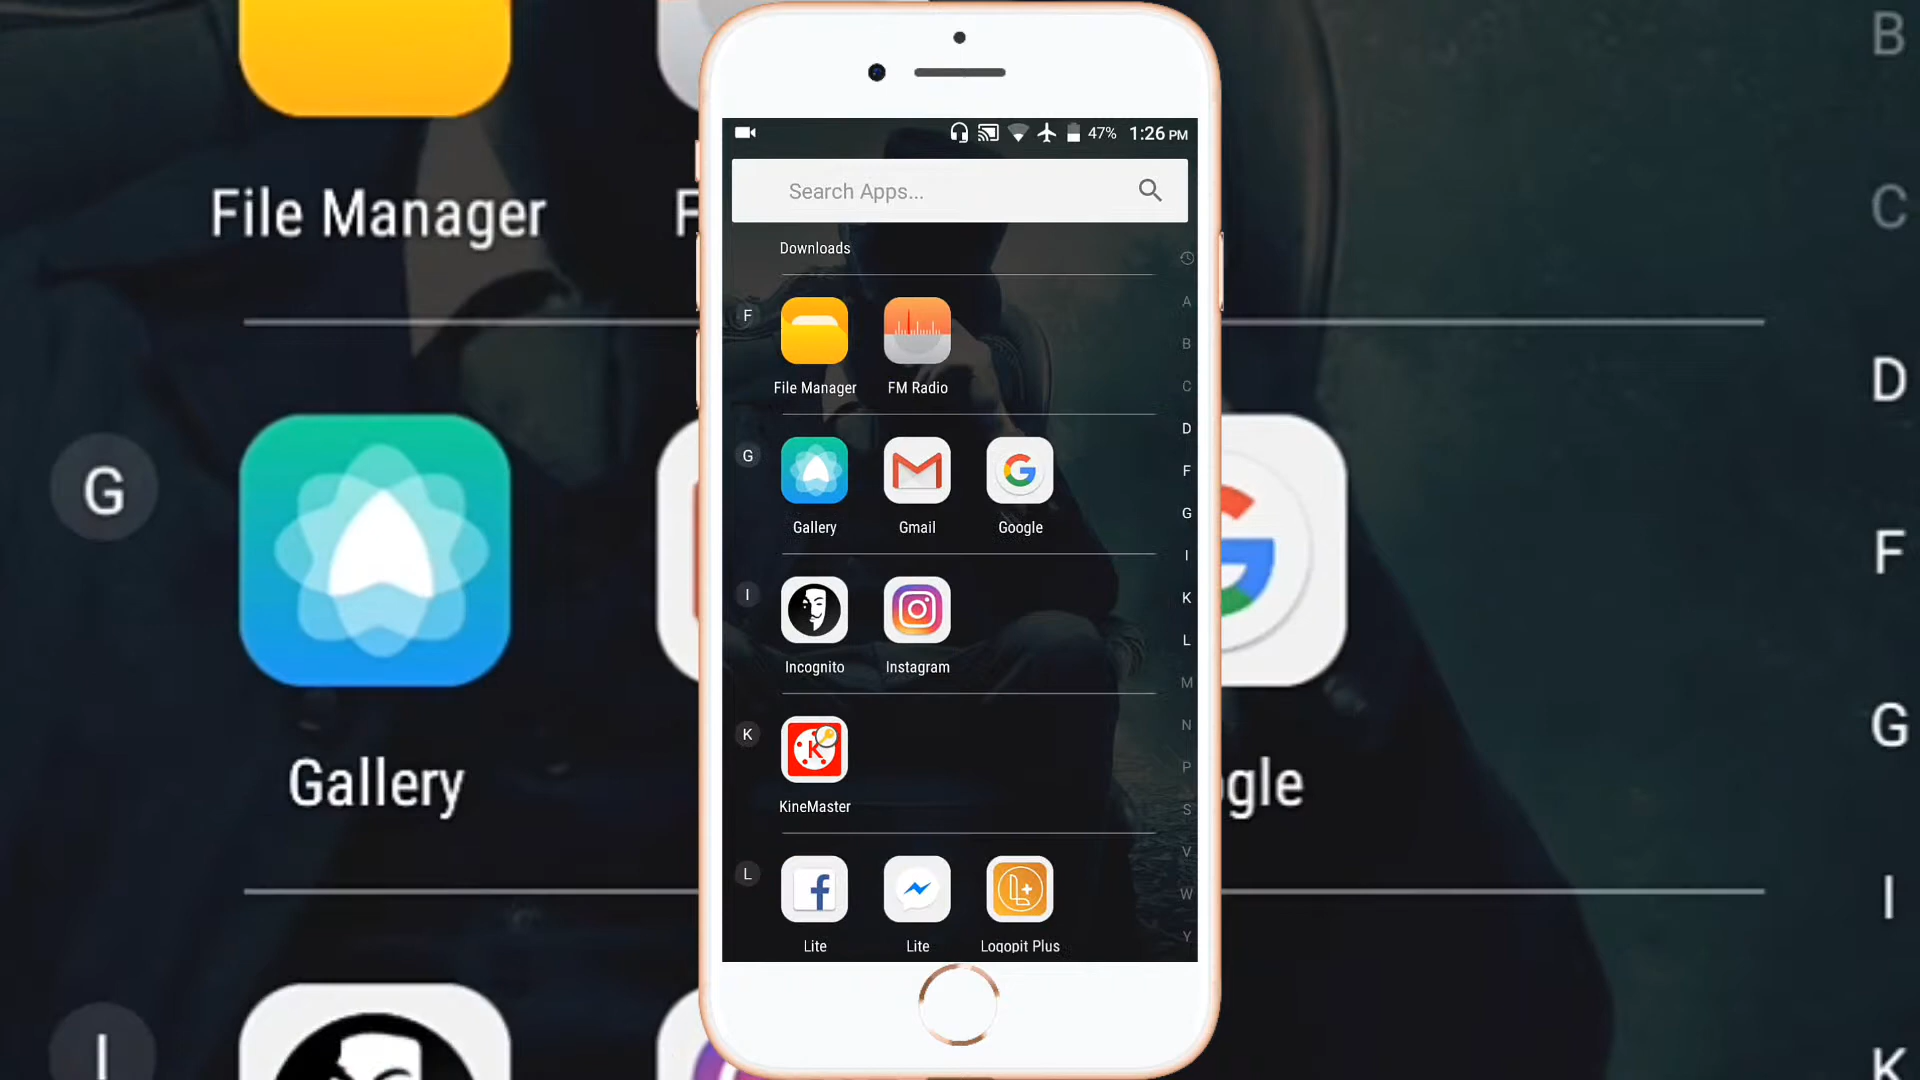 47% 1:26 PM
Search Apps...
Downloads
F
File Manager
FM Radio
G
Gallery
Gmail
Google
I
Incognito
Instagram
K
KineMaster
L
Lite
Lite
Logopit Plus
A
B
C
D
F
G
I
K
L
M
N
P
S
V
W
Y
File Manager
F
G
Gallery
gle
I
B
C
D
F
G
I
K